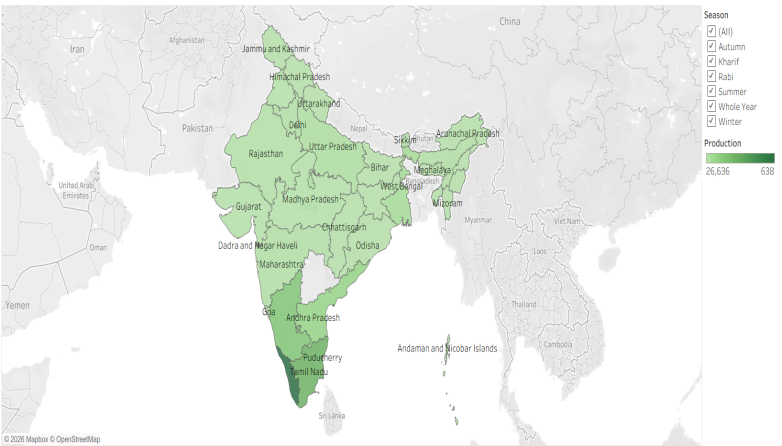 China
Iran
Afghanistan
Jammu and Kashmir
Himachal Pradesh
Uttarakhand
Pakistan
Delhi
Nepal
Sikkim
Bhutan
Arunachal Pradesh
Rajasthan
Uttar Pradesh
Bihar
Meghalaya
Bangladesh
United Arab
Emirates
West Bengal
Gujarat
Madhya Pradesh
Mizoram
Myanmar
Viet Nam
Chhattisgarh
Oman
Dadra and Nagar Haveli
Odisha
Laos
Maharashtra
Yemen
Goa
Andhra Pradesh
Thailand
Cambodia
Andaman and Nicobar Islands
Puducherry
Tamil Nadu
Sri Lanka
© 2026 Mapbox © OpenStreetMap
Season
(All)
Autumn
Kharif
Rabi
Summer
Whole Year
Winter
Production
26,636 63B